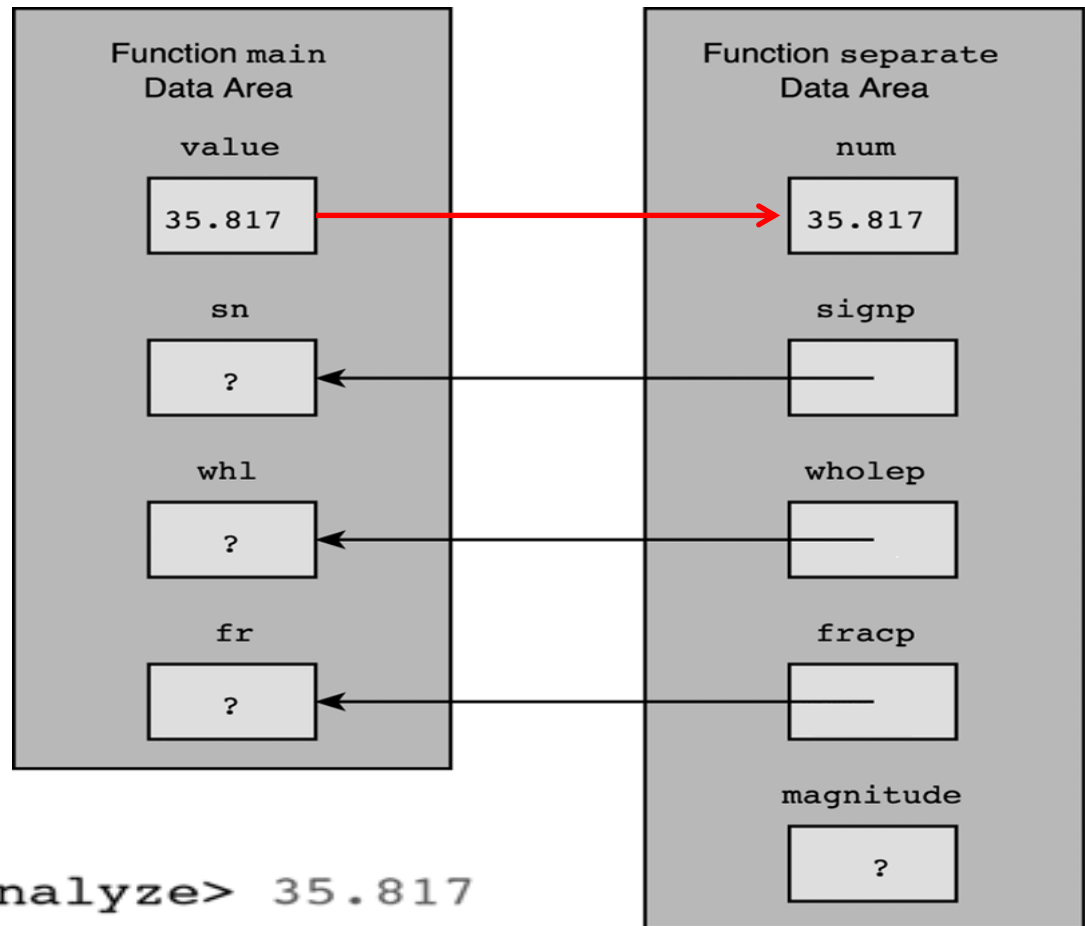 Function main
Data Area
value
35.817
sn
?
whl
?
fr
?
Function separate
Data Area
num
35.817
signp
wholep
fracp
magnitude
?
nalyze> 35.817